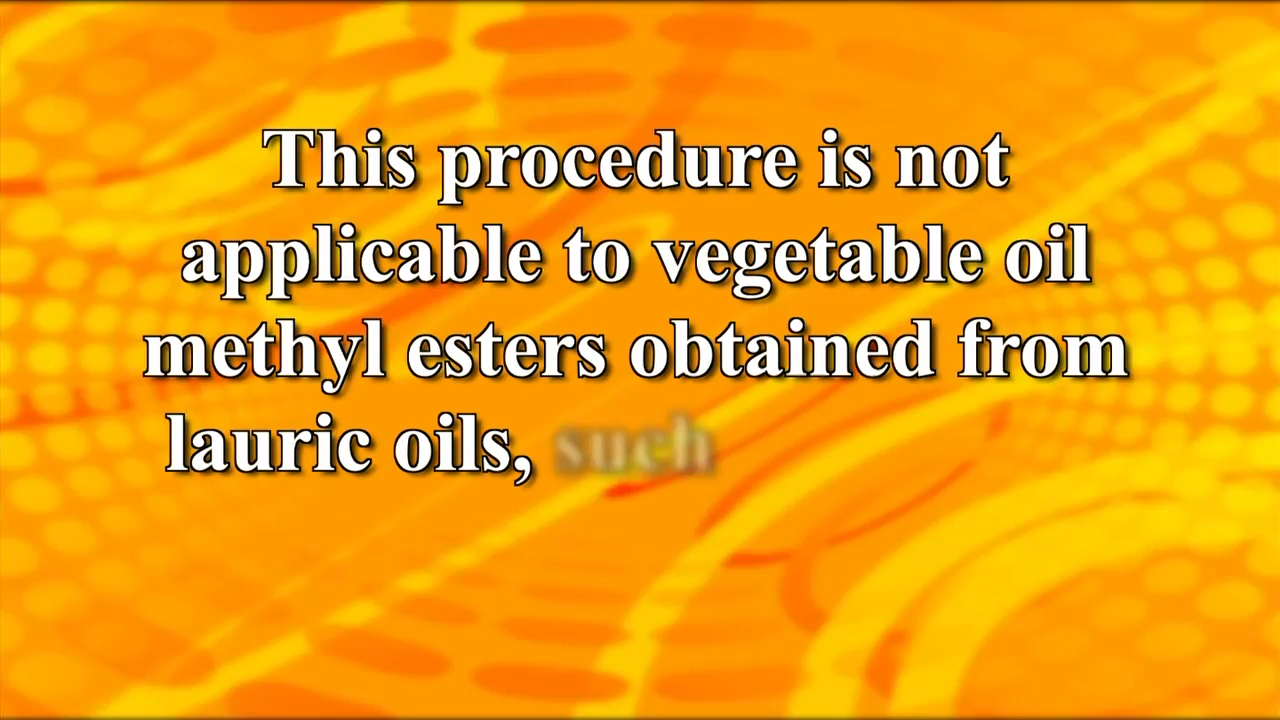 This procedure is not
applicable to vegetable oil
methyl esters obtained from
lauric oils, such